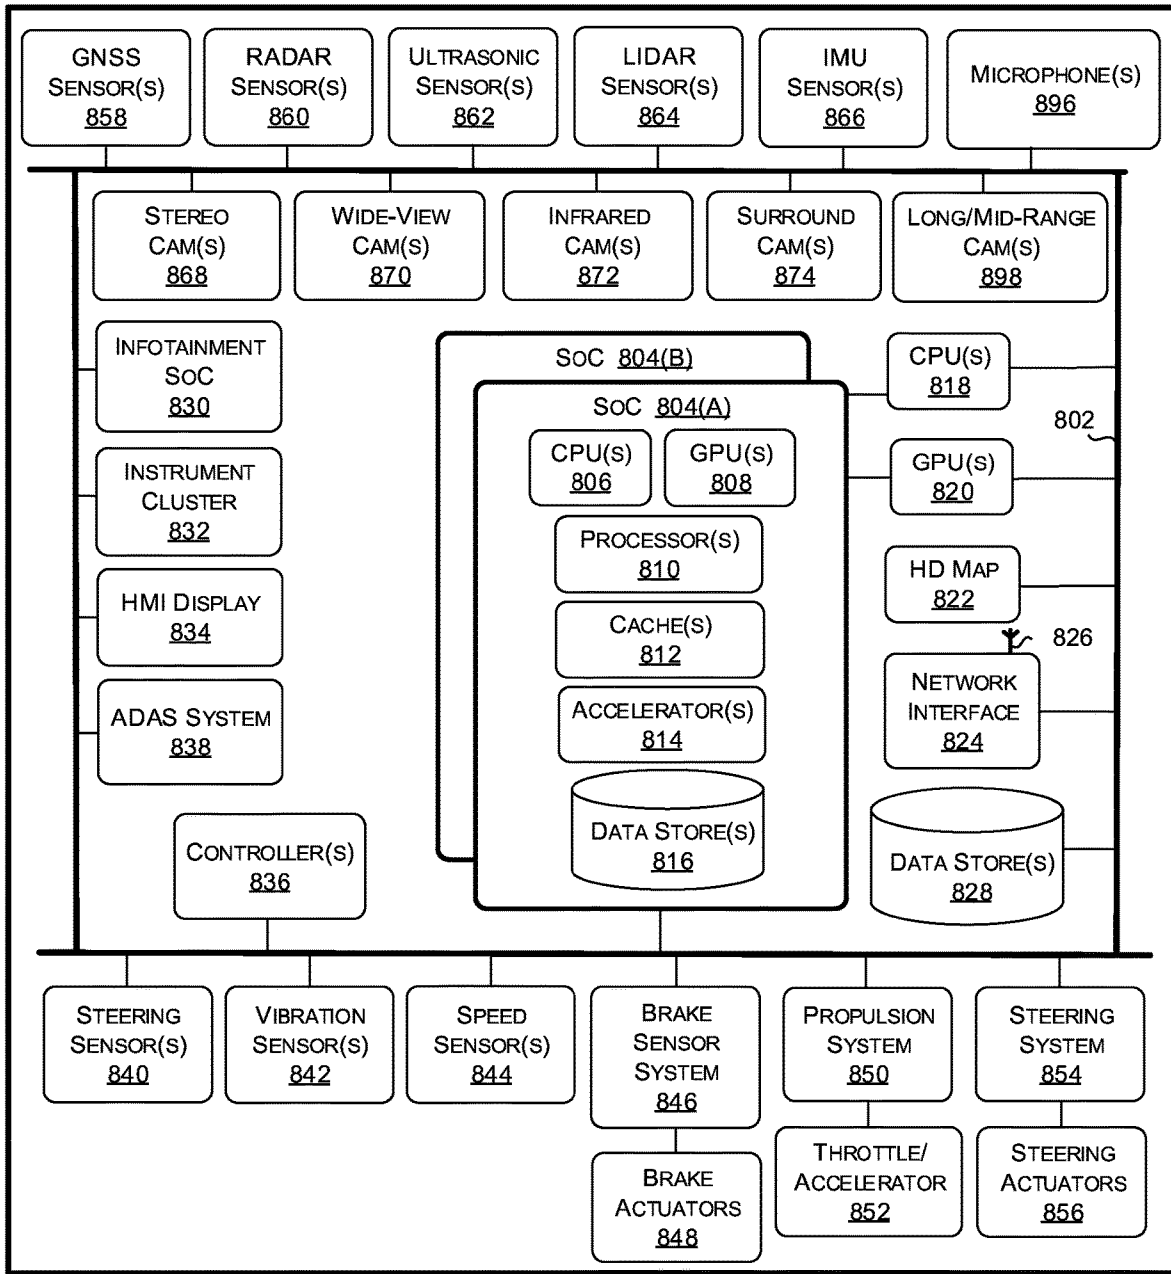 GNSS
SENSOR(S)
858
RADAR
SENSOR(S)
860
ULTRASONIC
SENSOR(S)
862
LIDAR
SENSOR(S)
864
IMU
SENSOR(S)
866
MICROPHONE(S)
896
STEREO
CAM(S)
868
WIDE-VIEW
CAM(S)
870
INFRARED
CAM(S)
872
SURROUND
CAM(S)
874
LONG/MID-RANGE
CAM(S)
898
INFOTAINMENT
SOC
830
INSTRUMENT
CLUSTER
832
HMI DISPLAY
834
ADAS SYSTEM
838
CONTROLLER(S)
836
SOC 804(B)
SOC 804(A)
CPU(S)
806
GPU(S)
808
PROCESSOR(S)
810
CACHE(S)
812
ACCELERATOR(S)
814
DATA STORE(S)
816
CPU(S)
818
802
GPU(S)
820
HD MAP
822
826
NETWORK
INTERFACE
824
DATA STORE(S)
828
STEERING
SENSOR(S)
840
VIBRATION
SENSOR(S)
842
SPEED
SENSOR(S)
844
BRAKE
SENSOR
SYSTEM
846
PROPULSION
SYSTEM
850
STEERING
SYSTEM
854
BRAKE
ACTUATORS
848
THROTTLE/
ACCELERATOR
852
STEERING
ACTUATORS
856